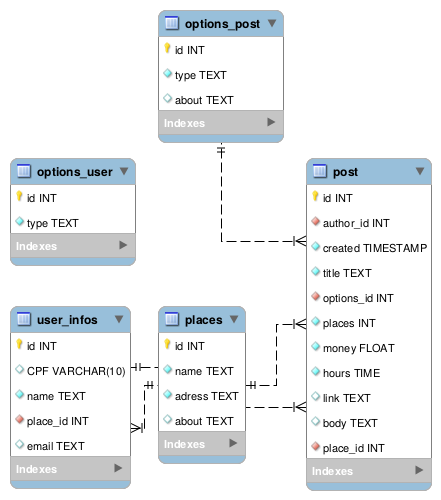 options_post
id INT
type TEXT
about TEXT
Indexes
options_user
id INT
type TEXT
Indexes
post
id INT
author_id INT
created TIMESTAMP
title TEXT
options_id INT
places INT
money FLOAT
hours TIME
link TEXT
body TEXT
place_id INT
Indexes
user_infos
id INT
CPF VARCHAR(10)
name TEXT
place_id INT
email TEXT
Indexes
places
id INT
name TEXT
adress TEXT
about TEXT
Indexes